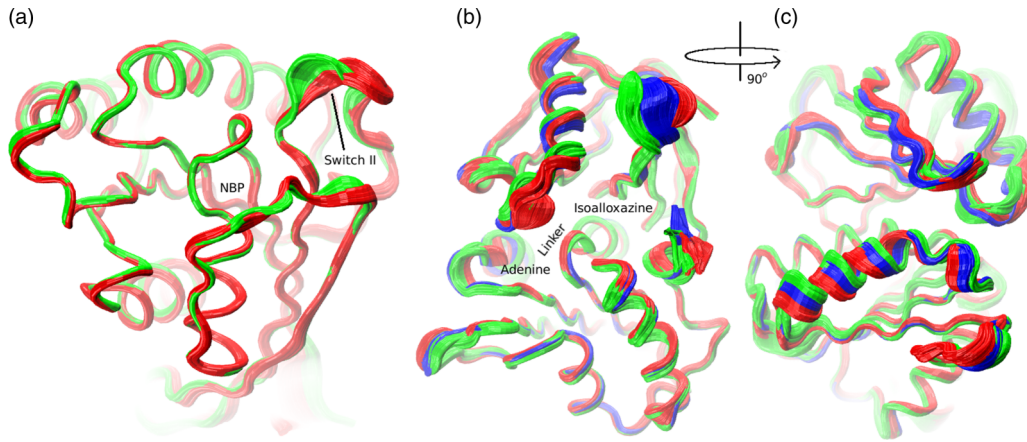 (a)
(b)
(c)
90°
Switch II
NBP
Isoalloxazine
Linker
Adenine